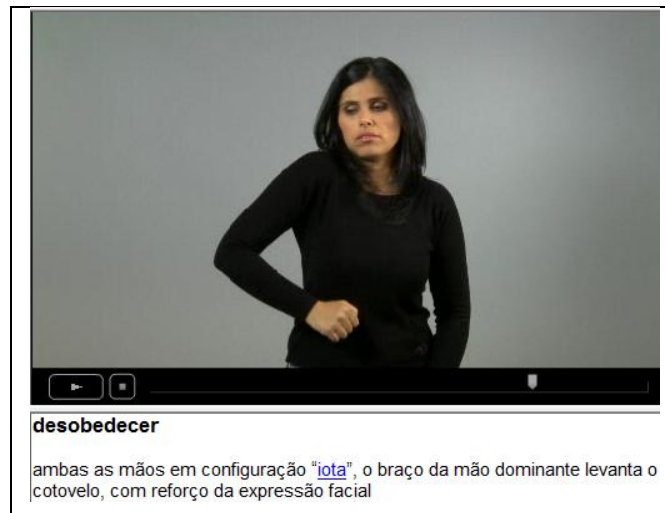 desobedecer
ambas as mãos em configuração “iota”, o braço da mão dominante levanta o
cotovelo, com reforço da expressão facial